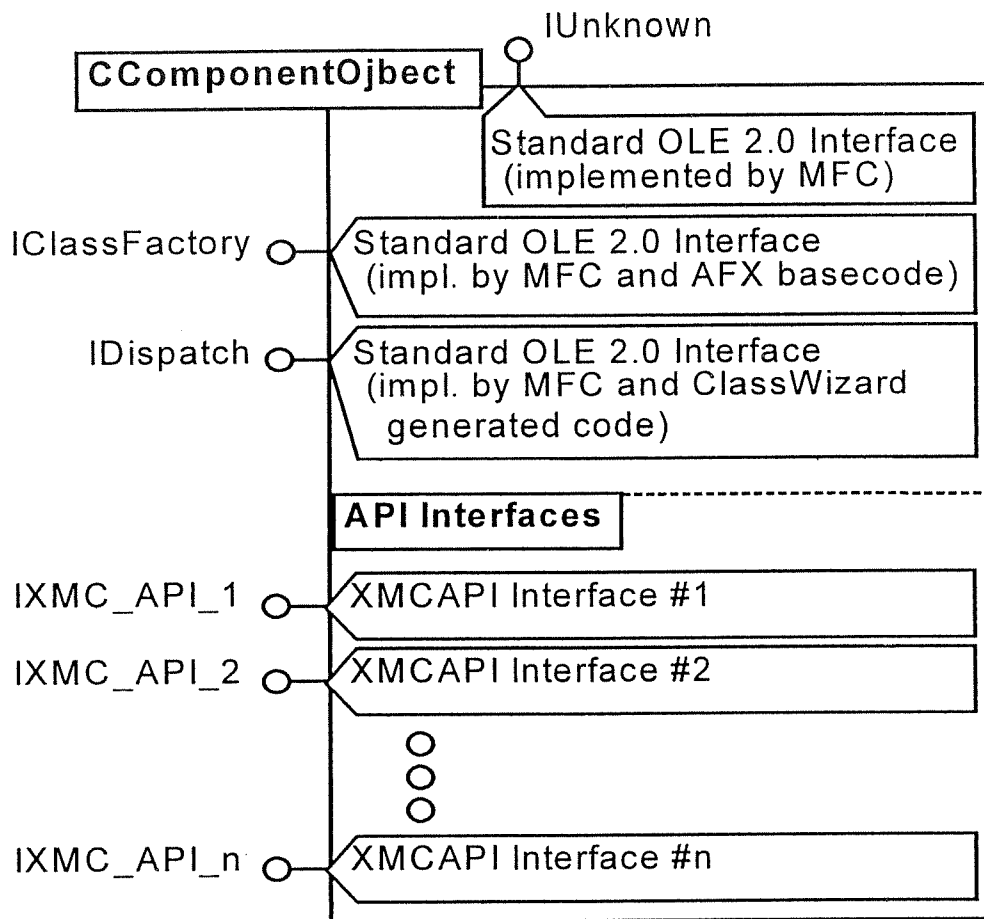 IUnknown
CComponentOjbect
Standard OLE 2.0 Interface
(implemented by MFC)
IClassFactory
Standard OLE 2.0 Interface
(impl. by MFC and AFX basecode)
IDispatch
Standard OLE 2.0 Interface
(impl. by MFC and ClassWizard
generated code)
API Interfaces
IXMC_API_1
XMCAPI Interface #1
IXMC_API_2
XMCAPI Interface #2
IXMC_API_n
XMCAPI Interface #n